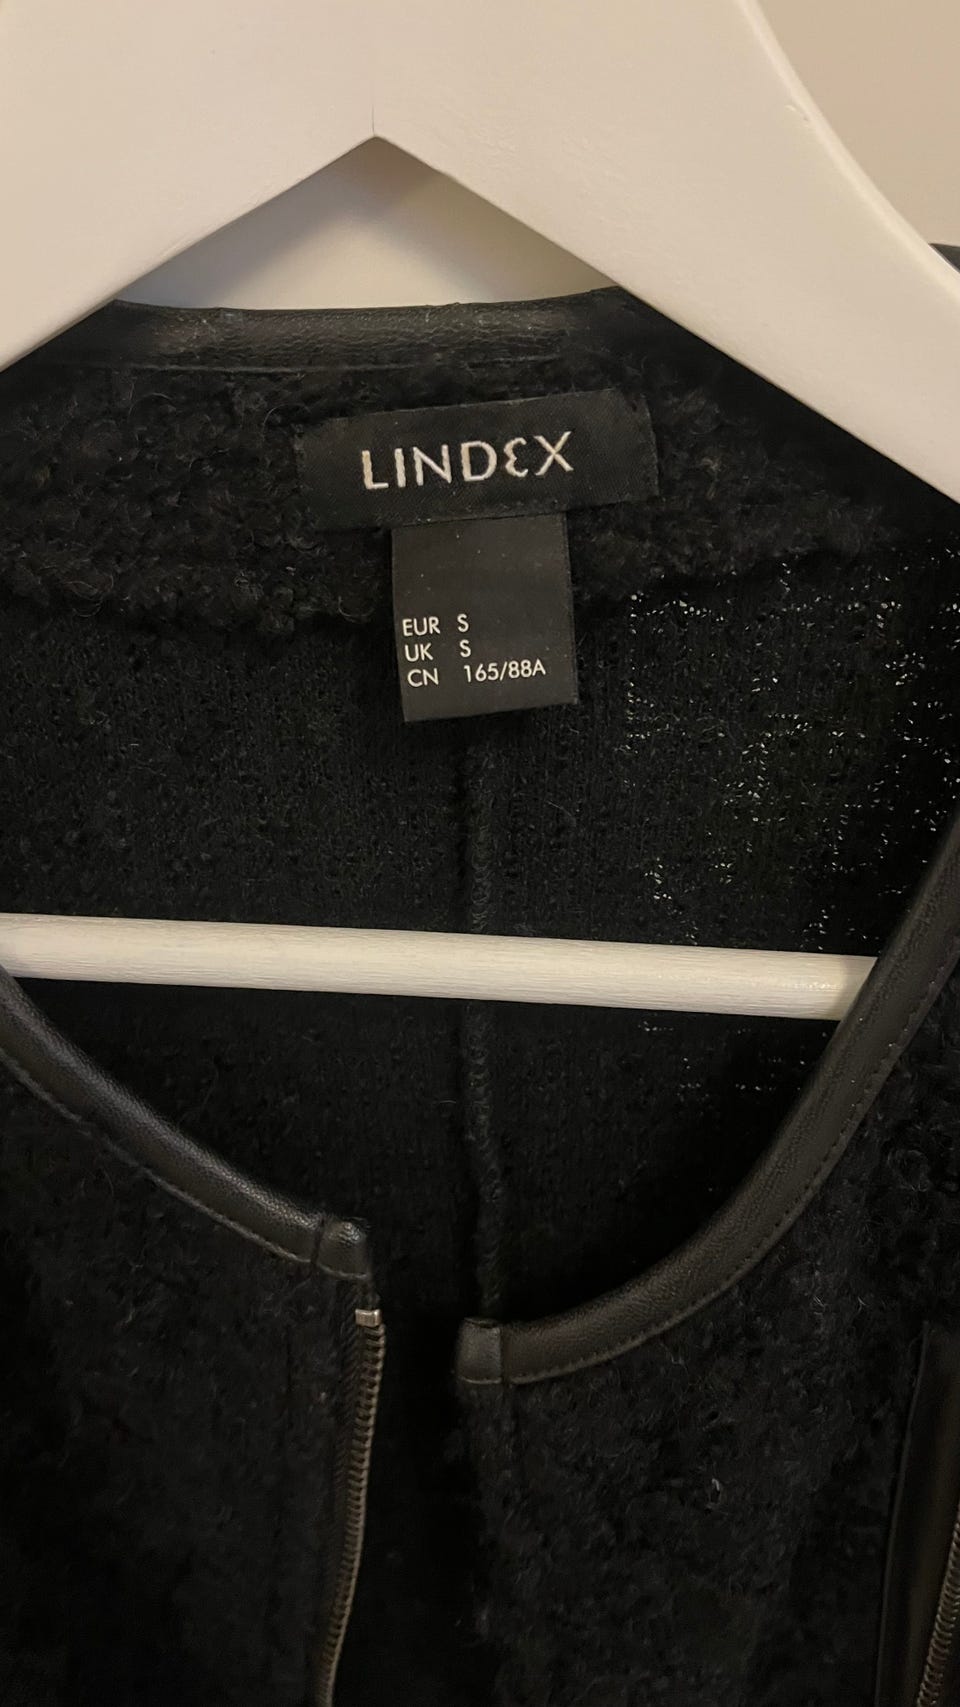 LINDEX
EUR S
UK S
CN 165/88A